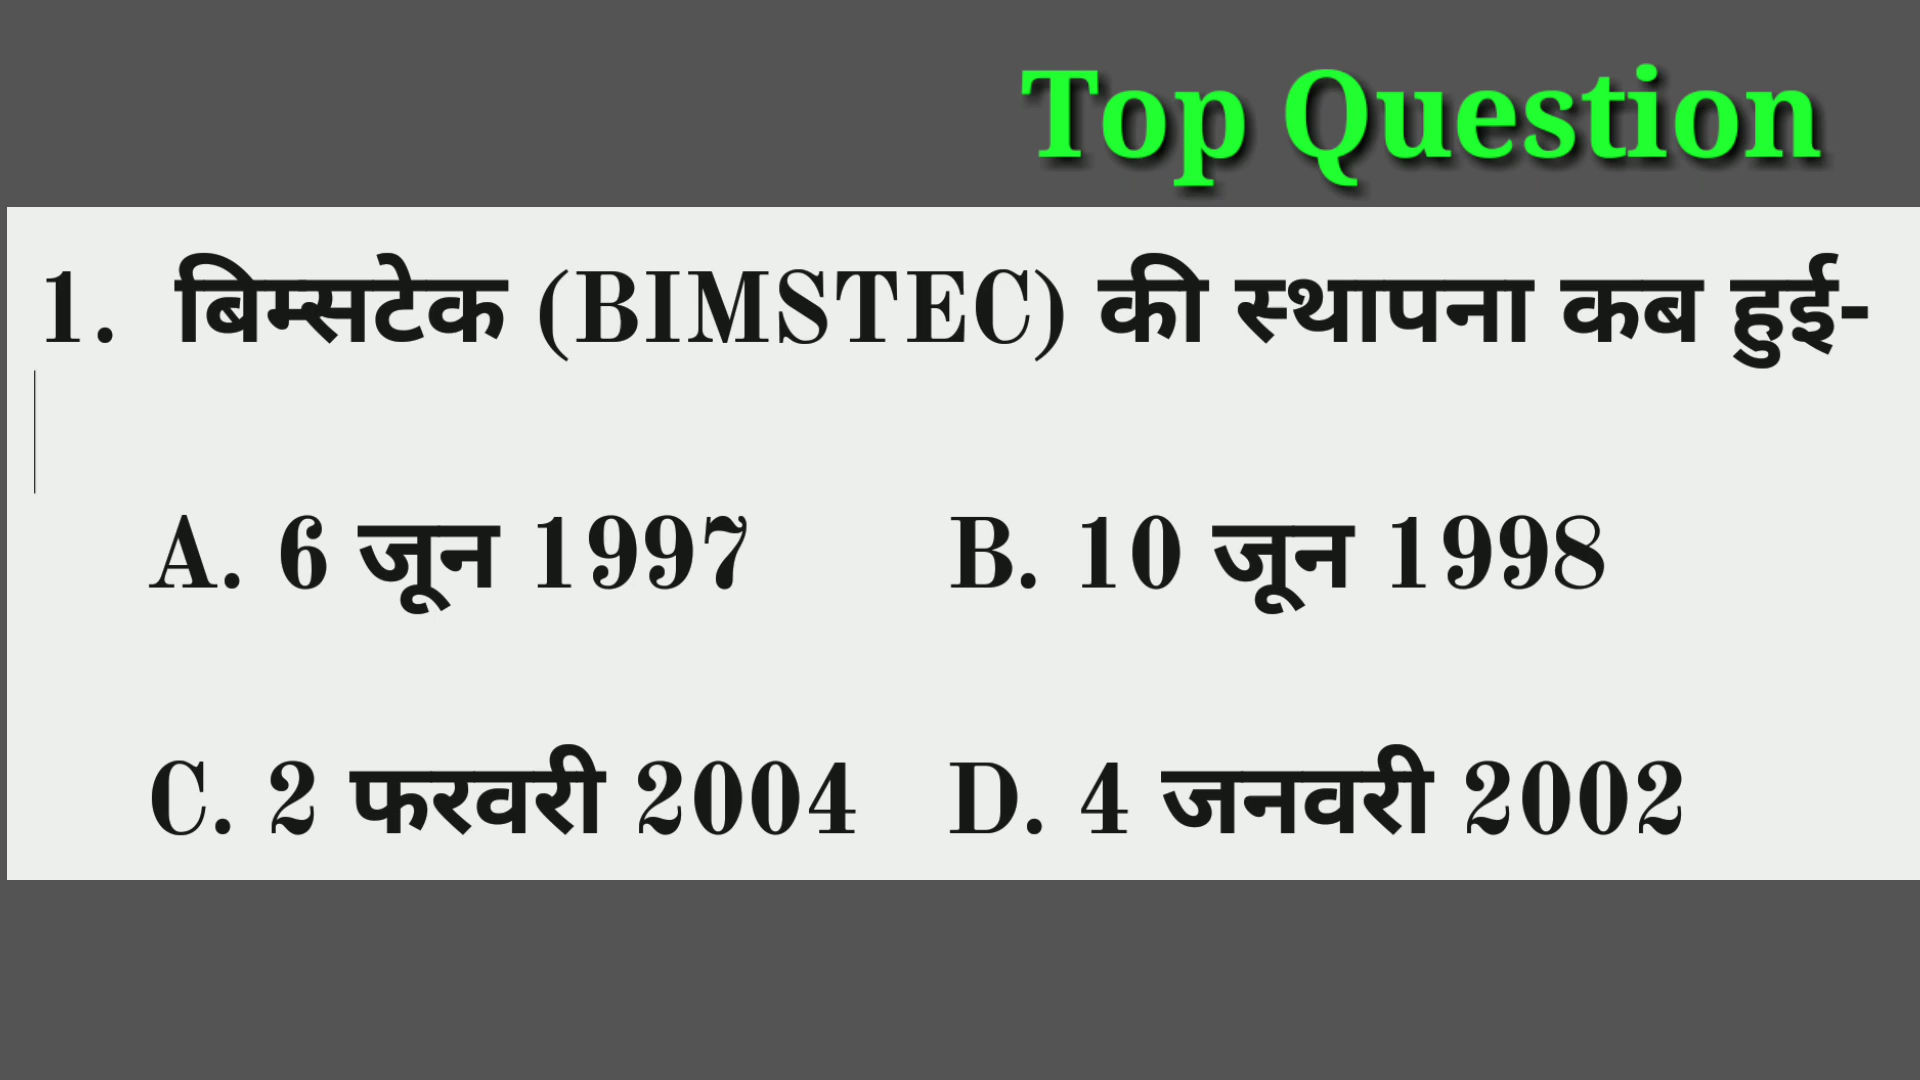 Top Question
1. बिम्सटेक (BIMSTEC) की स्थापना कब हुई-
A. 6 जून 1997 B. 10 जून 1998
C. 2 फरवरी 2004 D. 4 जनवरी 2002